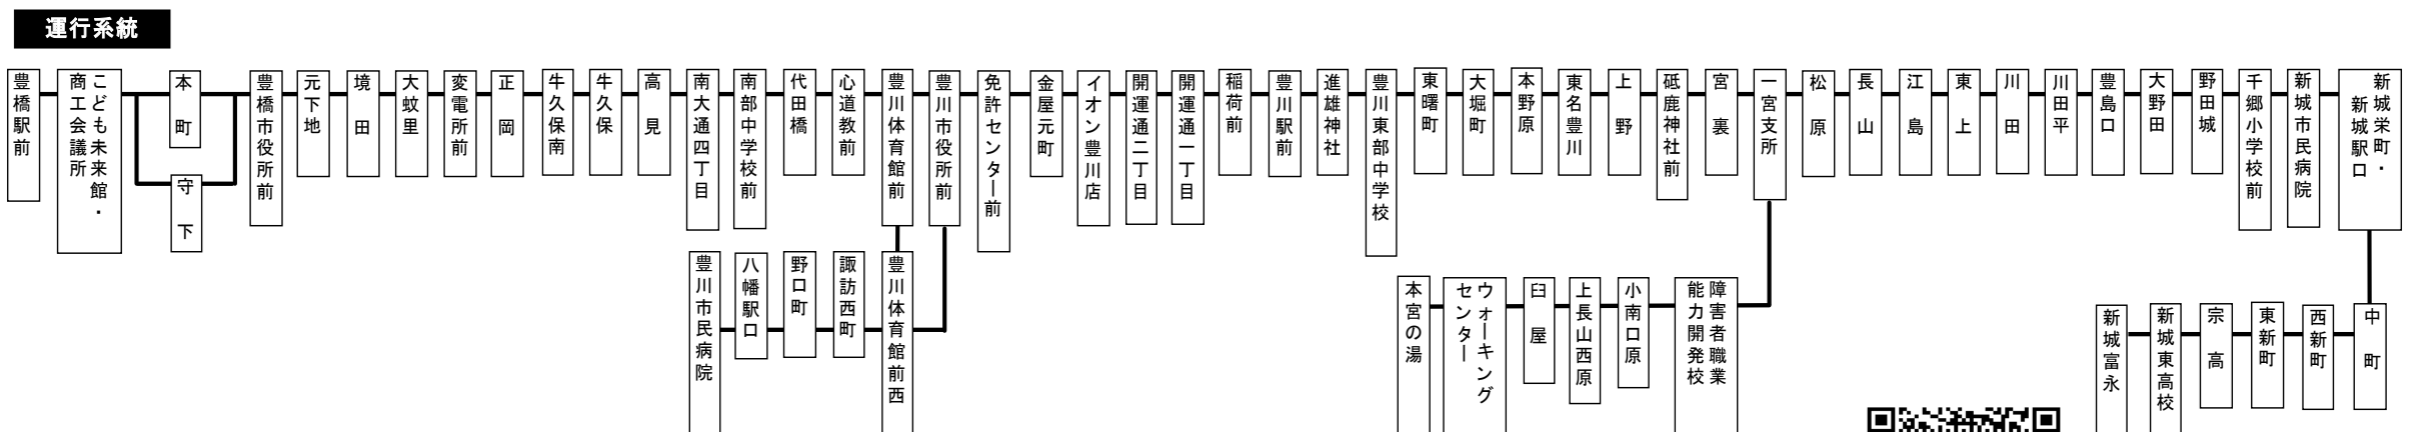 運行系統
豊橋駅前
こども未来館・
商工会議所
本町
守下
豊橋市役所前
元下地
境田
大蚊里
変電所前
正岡
牛久保南
牛久保
高見
南大通四丁目
南部中学校前
代田橋
心道教前
豊川体育館前
豊川市役所前
免許センター前
金屋元町
イオン豊川店
開運通二丁目
開運通一丁目
稲荷前
豊川駅前
進雄神社
豊川東部中学校
東曙町
大堀町
本野原
東名豊川
上野
砥鹿神社前
宮裏
一宮支所
松原
長山
江島
東上
川田
川田平
豊島口
大野田
野田城
千郷小学校前
新城市民病院
新城栄町・
新城駅口
豊川市民病院
八幡駅口
野口町
諏訪西町
豊川体育館前西
本宮の湯
ウォーキング
センター
臼屋
上長山西原
小南口原
障害者職業
能力開発校
新城富永
新城東高校
宗高
東新町
西新町
中町